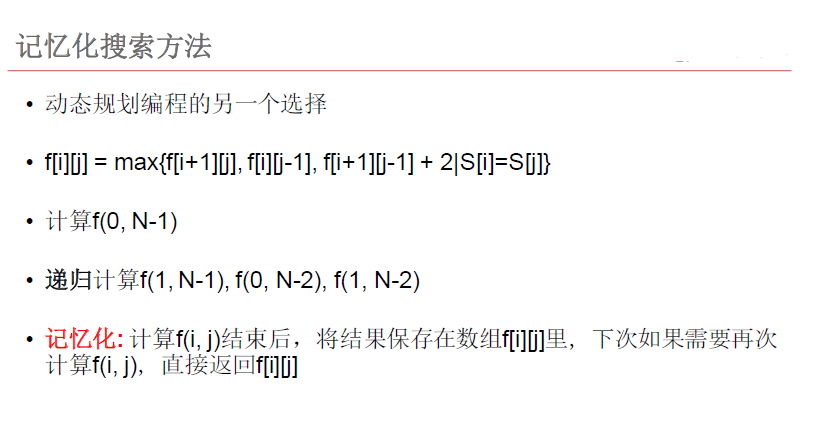 记忆化搜索方法
• 动态规划编程的另一个选择
• f[i][j] = max{f[i+1][j], f[i][j-1], f[i+1][j-1] + 2|S[i]=S[j]}
• 计算f(0, N-1)
• 递归计算f(1, N-1), f(0, N-2), f(1, N-2)
• 记忆化: 计算f(i, j)结束后，将结果保存在数组f[i][j]里，下次如果需要再次
计算f(i, j)，直接返回f[i][j]